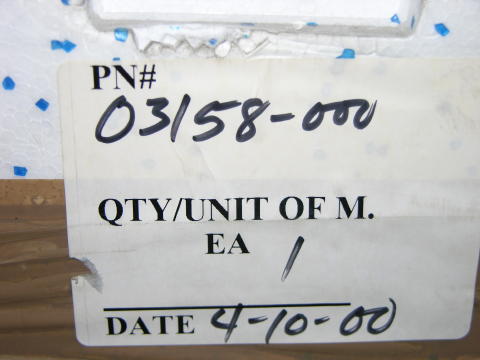 PN#
03158-000
QTY/UNIT OF M.
EA 1
DATE 4-10-00